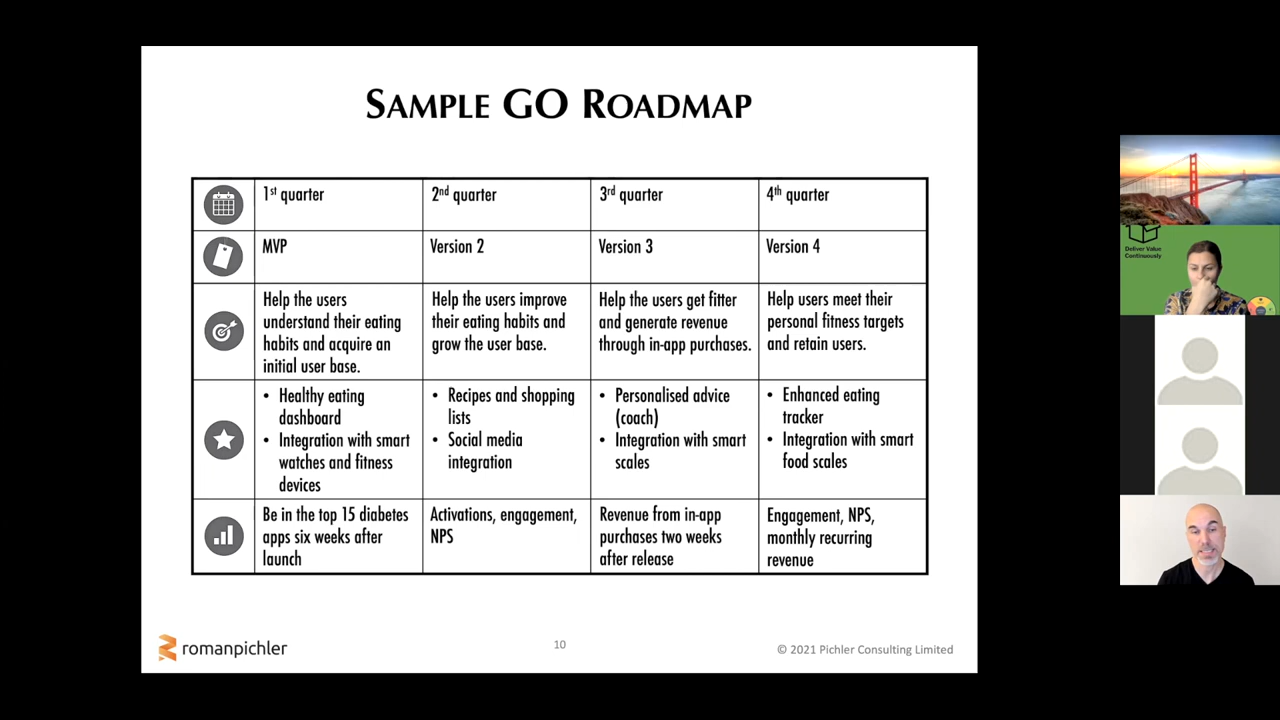 SAMPLE GO ROADMAP
1st quarter
2nd quarter
3rd quarter
4th quarter
MVP
Version 2
Version 3
Version 4
Help the users
understand their eating
habits and acquire an
initial user base.
Help the users improve
their eating habits and
grow the user base.
Help the users get fitter
and generate revenue
through in-app purchases.
Help users meet their
personal fitness targets
and retain users.
• Healthy eating
dashboard
• Integration with smart
watches and fitness
devices
• Recipes and shopping
lists
• Social media
integration
• Personalised advice
(coach)
• Integration with smart
scales
• Enhanced eating
tracker
• Integration with smart
food scales
Be in the top 15 diabetes
apps six weeks after
launch
Activations, engagement,
NPS
Revenue from in-app
purchases two weeks
after release
Engagement, NPS,
monthly recurring
revenue
romanpichler
10
© 2021 Pichler Consulting Limited
Deliver Value
Continuously